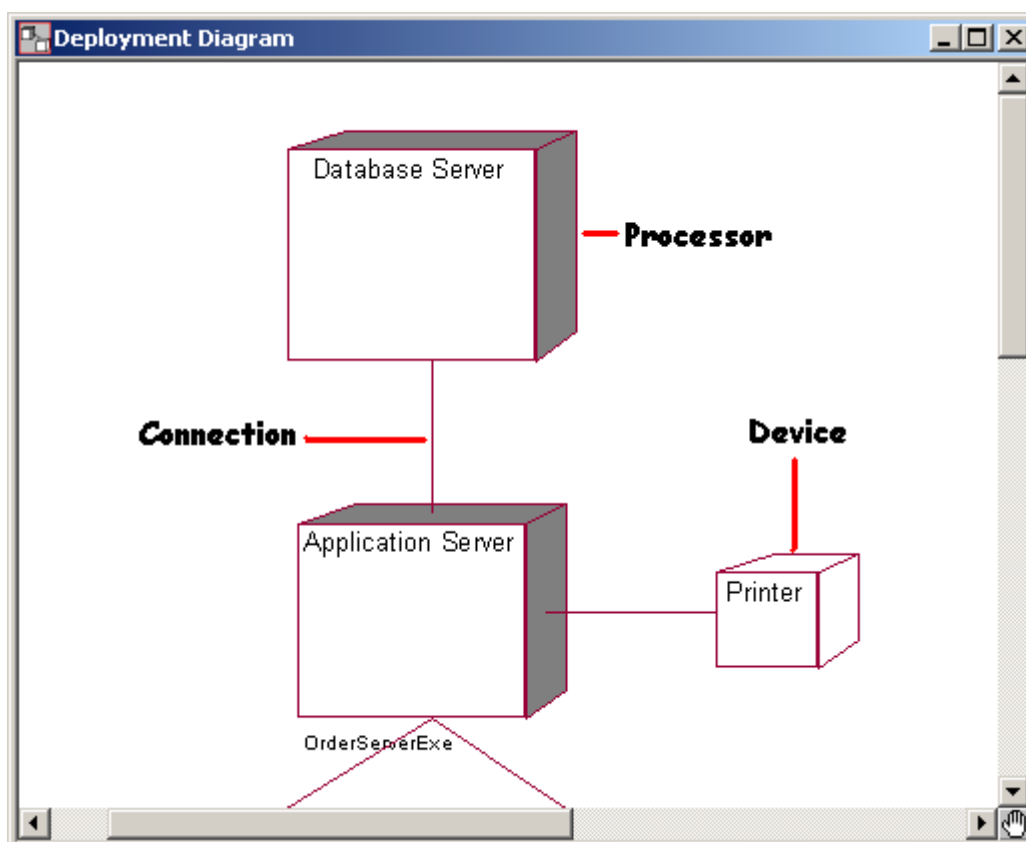 Deployment Diagram
Database Server
Processor
Connection
Device
Application Server
Printer
OrderServerExe